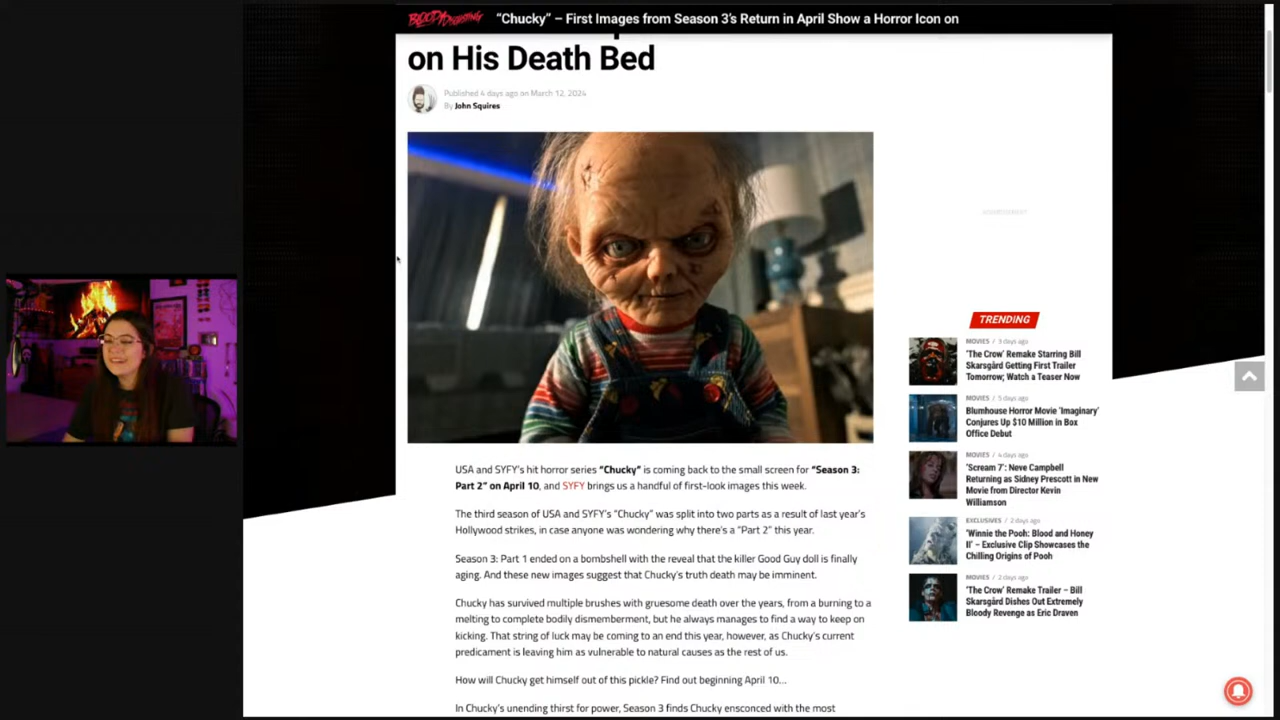 BLOODY DISGUSTING
"Chucky" – First Images from Season 3's Return in April Show a Horror Icon on
on His Death Bed
Published 4 days ago on March 12, 2024
By John Squires
ADVERTISEMENT
USA and SYFY's hit horror series "Chucky" is coming back to the small screen for "Season 3:
Part 2" on April 10, and SYFY brings us a handful of first-look images this week.
The third season of USA and SYFY's "Chucky" was split into two parts as a result of last year's
Hollywood strikes, in case anyone was wondering why there's a "Part 2" this year.
Season 3: Part 1 ended on a bombshell with the reveal that the killer Good Guy doll is finally
aging. And these new images suggest that Chucky's truth death may be imminent.
Chucky has survived multiple brushes with gruesome death over the years, from a burning to a
melting to complete bodily dismemberment, but he always manages to find a way to keep on
kicking. That string of luck may be coming to an end this year, however, as Chucky's current
predicament is leaving him as vulnerable to natural causes as the rest of us.
How will Chucky get himself out of this pickle? Find out beginning April 10...
In Chucky's unending thirst for power, Season 3 finds Chucky ensconced with the most
TRENDING
MOVIES / 3 days ago
'The Crow' Remake Starring Bill
Skarsgård Getting First Trailer
Tomorrow; Watch a Teaser Now
MOVIES / 5 days ago
Blumhouse Horror Movie 'Imaginary'
Conjures Up $10 Million in Box
Office Debut
MOVIES / 4 days ago
'Scream 7': Neve Campbell
Returning as Sidney Prescott in New
Movie from Director Kevin
Williamson
EXCLUSIVES / 2 days ago
'Winnie the Pooh: Blood and Honey
II' – Exclusive Clip Showcases the
Chilling Origins of Pooh
MOVIES / 2 days ago
'The Crow' Remake Trailer – Bill
Skarsgård Dishes Out Extremely
Bloody Revenge as Eric Draven